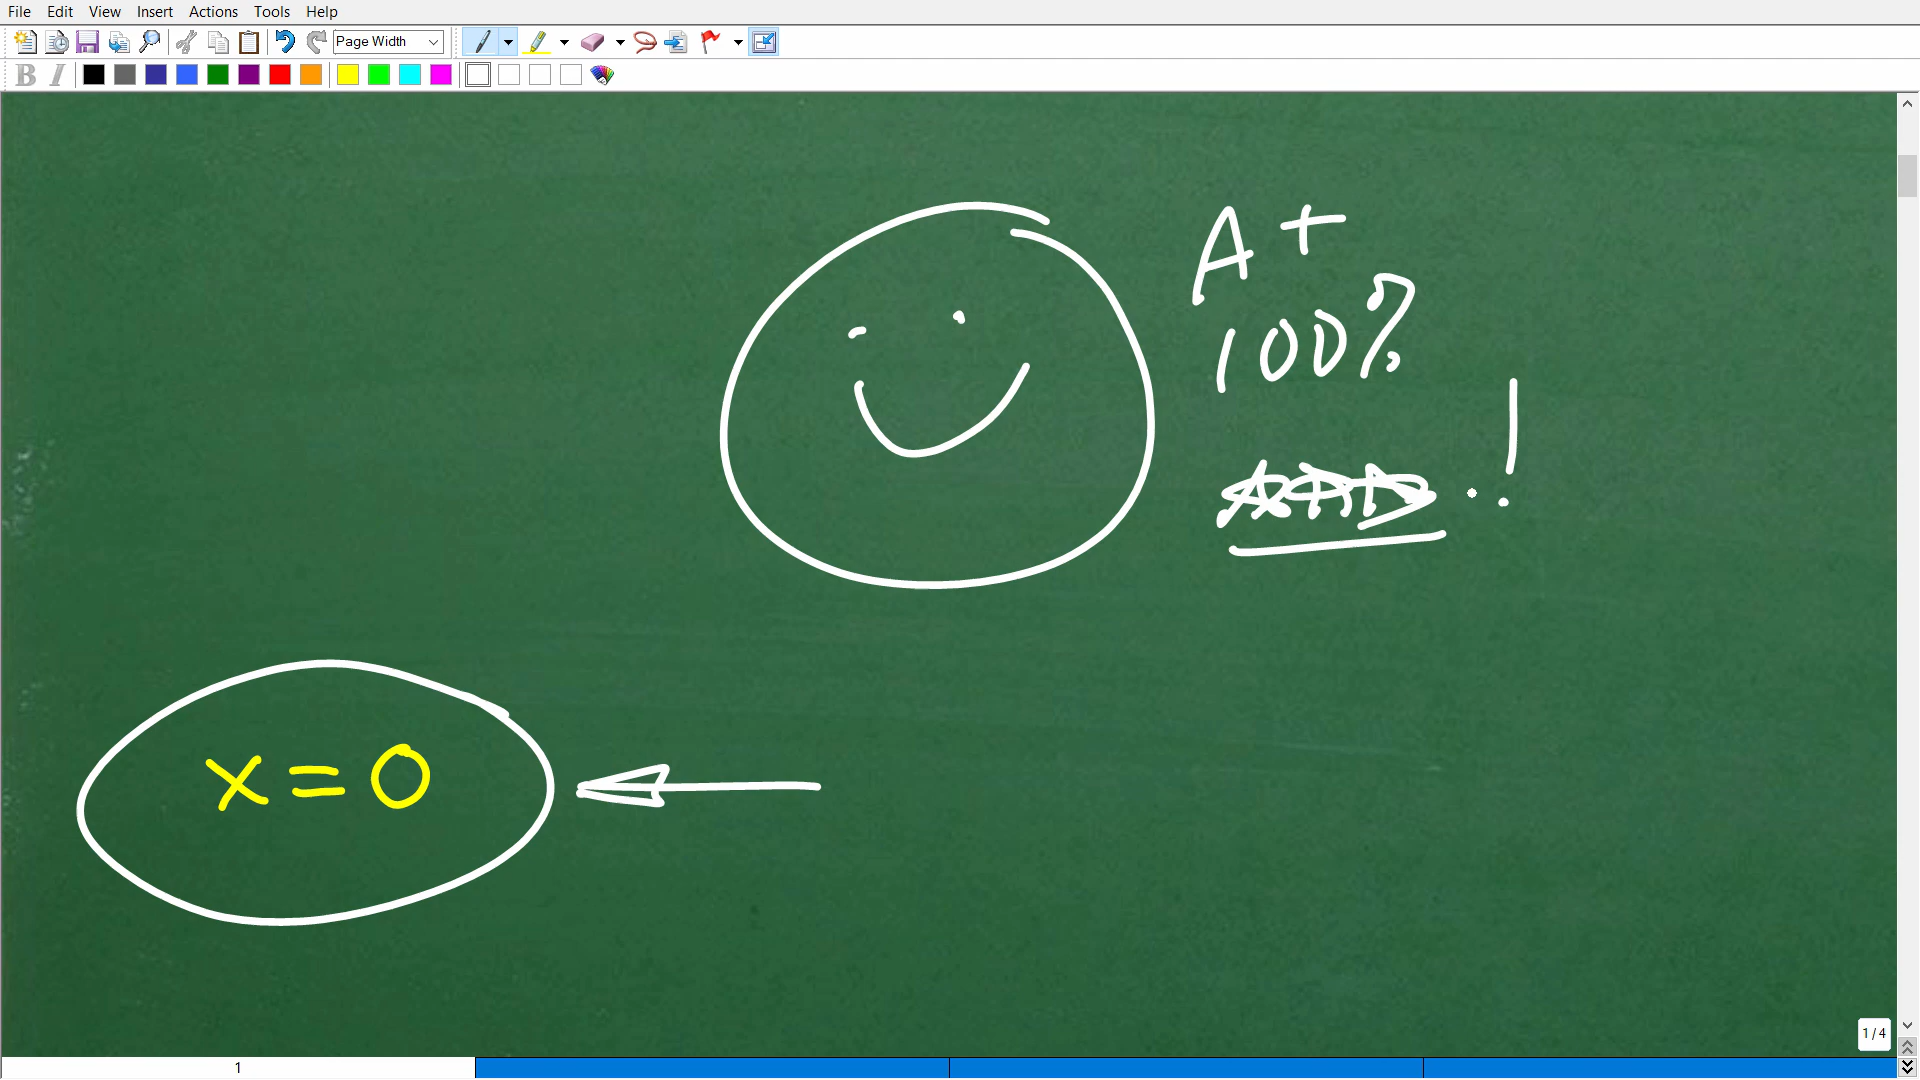 File Edit View Insert Actions Tools Help
Page Width
B I
A+
100%
!
x = 0
1 / 4
1